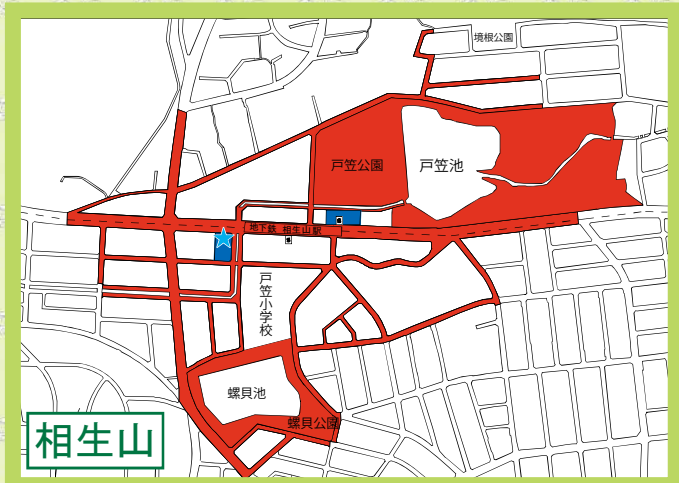 境根公園
戸笠公園
戸笠池
地下鉄 相生山駅
戸笠小学校
螺貝池
螺貝公園
相生山